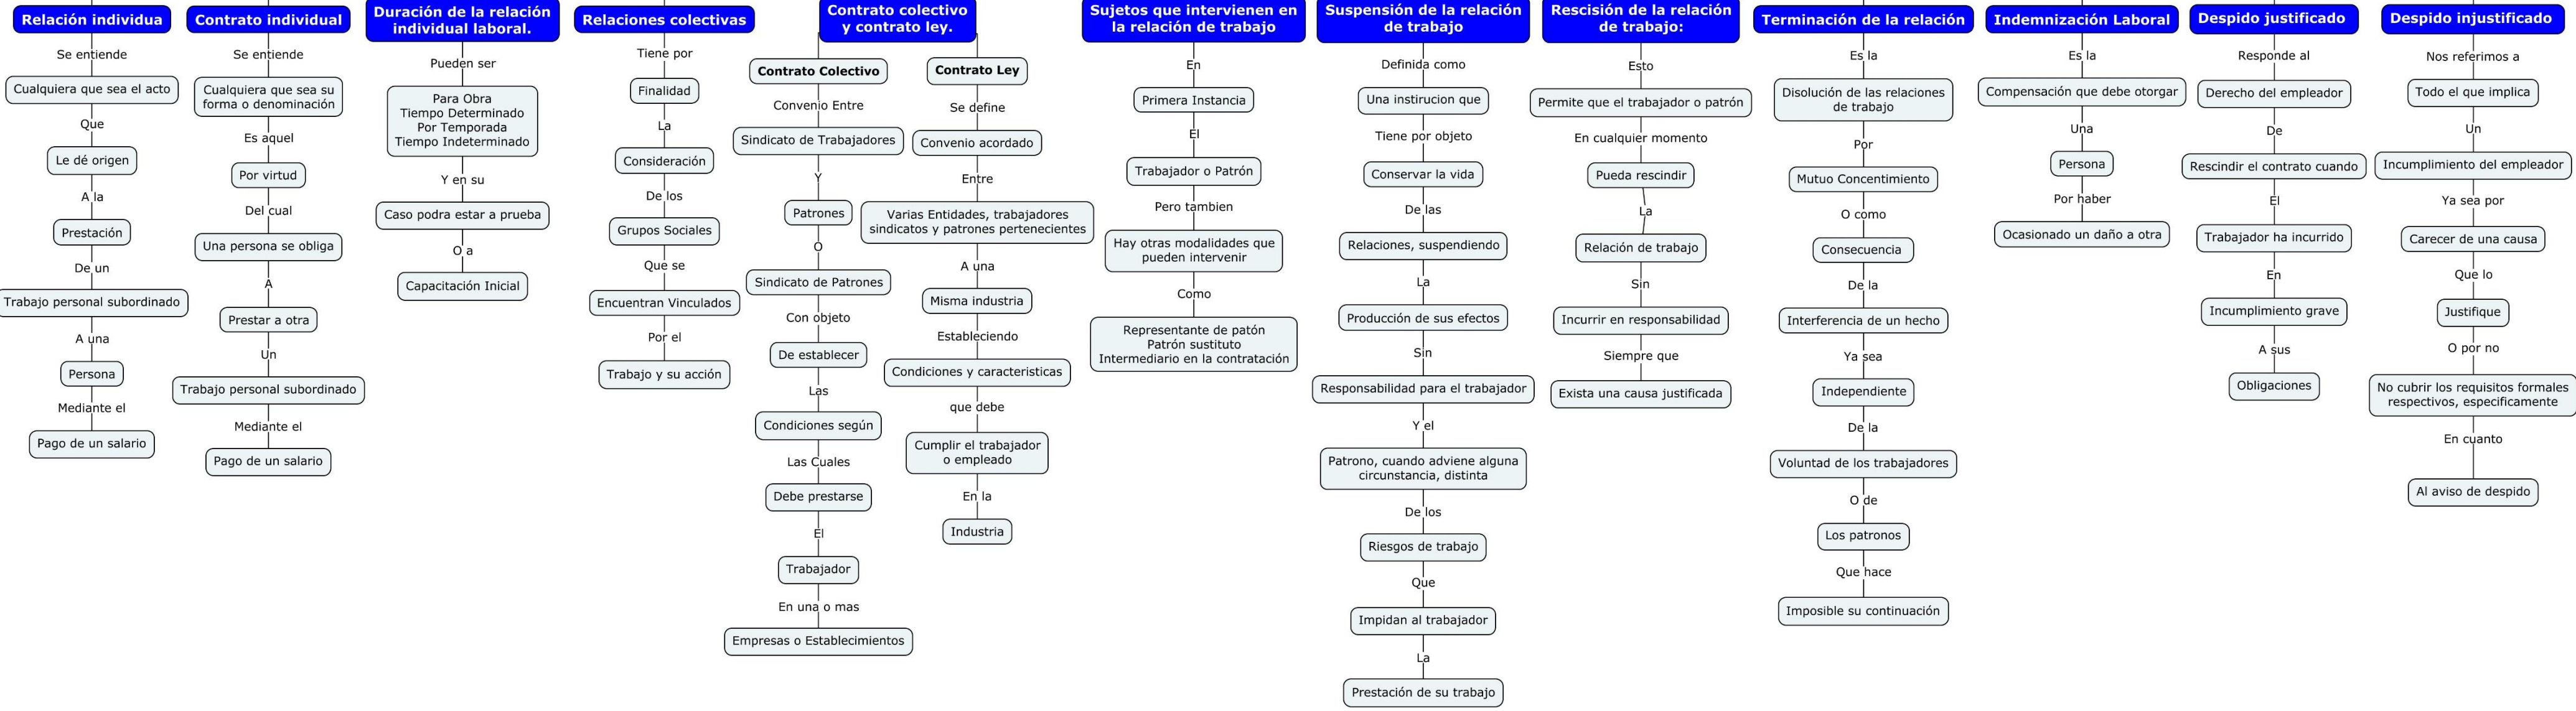 Relación individua
Se entiende
Cualquiera que sea el acto
Que
Le dé origen
A la
Prestación
De un
Trabajo personal subordinado
A una
Persona
Mediante el
Pago de un salario
Contrato individual
Se entiende
Cualquiera que sea su
forma o denominación
Es aquel
Por virtud
Del cual
Una persona se obliga
A
Prestar a otra
Un
Trabajo personal subordinado
Mediante el
Pago de un salario
Duración de la relación
individual laboral.
Pueden ser
Para Obra
Tiempo Determinado
Por Temporada
Tiempo Indeterminado
Y en su
Caso podra estar a prueba
O a
Capacitación Inicial
Relaciones colectivas
Tiene por
Finalidad
La
Consideración
De los
Grupos Sociales
Que se
Encuentran Vinculados
Por el
Trabajo y su acción
Contrato colectivo
y contrato ley.
Contrato Colectivo
Convenio Entre
Sindicato de Trabajadores
Y
Patrones
O
Sindicato de Patrones
Con objeto
De establecer
Las
Condiciones según
Las Cuales
Debe prestarse
El
Trabajador
En una o mas
Empresas o Establecimientos
Contrato Ley
Se define
Convenio acordado
Entre
Varias Entidades, trabajadores
sindicatos y patrones pertenecientes
A una
Misma industria
Estableciendo
Condiciones y caracteristicas
que debe
Cumplir el trabajador
o empleado
En la
Industria
Sujetos que intervienen en
la relación de trabajo
En
Primera Instancia
El
Trabajador o Patrón
Pero tambien
Hay otras modalidades que
pueden intervenir
Como
Representante de patón
Patrón sustituto
Intermediario en la contratación
Suspensión de la relación
de trabajo
Definida como
Una instirucion que
Tiene por objeto
Conservar la vida
De las
Relaciones, suspendiendo
La
Producción de sus efectos
Sin
Responsabilidad para el trabajador
Y el
Patrono, cuando adviene alguna
circunstancia, distinta
De los
Riesgos de trabajo
Que
Impidan al trabajador
La
Prestación de su trabajo
Rescisión de la relación
de trabajo:
Esto
Permite que el trabajador o patrón
En cualquier momento
Pueda rescindir
La
Relación de trabajo
Sin
Incurrir en responsabilidad
Siempre que
Exista una causa justificada
Terminación de la relación
Es la
Disolución de las relaciones
de trabajo
Por
Mutuo Concentimiento
O como
Consecuencia
De la
Interferencia de un hecho
Ya sea
Independiente
De la
Voluntad de los trabajadores
O de
Los patronos
Que hace
Imposible su continuación
Indemnización Laboral
Es la
Compensación que debe otorgar
Una
Persona
Por haber
Ocasionado un daño a otra
Despido justificado
Responde al
Derecho del empleador
De
Rescindir el contrato cuando
El
Trabajador ha incurrido
En
Incumplimiento grave
A sus
Obligaciones
Despido injustificado
Nos referimos a
Todo el que implica
Un
Incumplimiento del empleador
Ya sea por
Carecer de una causa
Que lo
Justifique
O por no
No cubrir los requisitos formales
respectivos, especificamente
En cuanto
Al aviso de despido